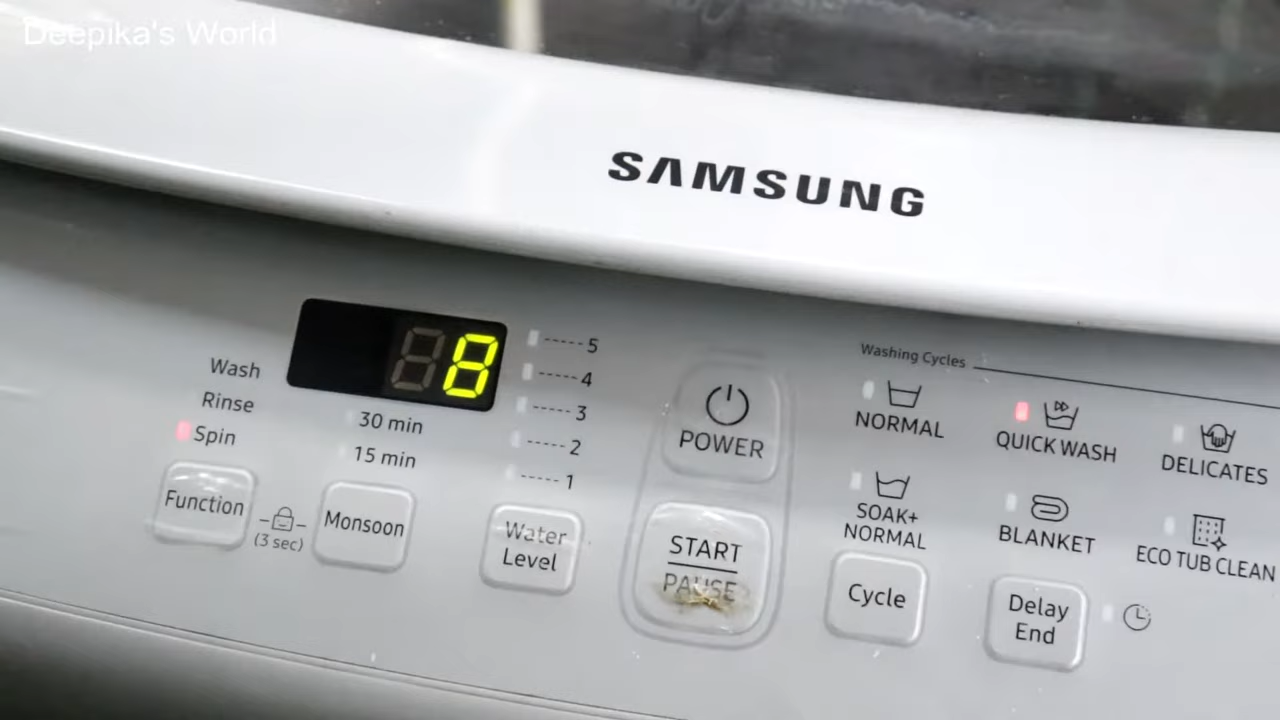 Deepika's World
SAMSUNG
8
Wash
Rinse
Spin
30 min
15 min
5
4
3
2
1
Function
(3 sec)
Monsoon
Water
Level
POWER
START
PAUSE
Washing Cycles
NORMAL
QUICK WASH
DELICATES
SOAK+
NORMAL
BLANKET
ECO TUB CLEAN
Cycle
Delay
End